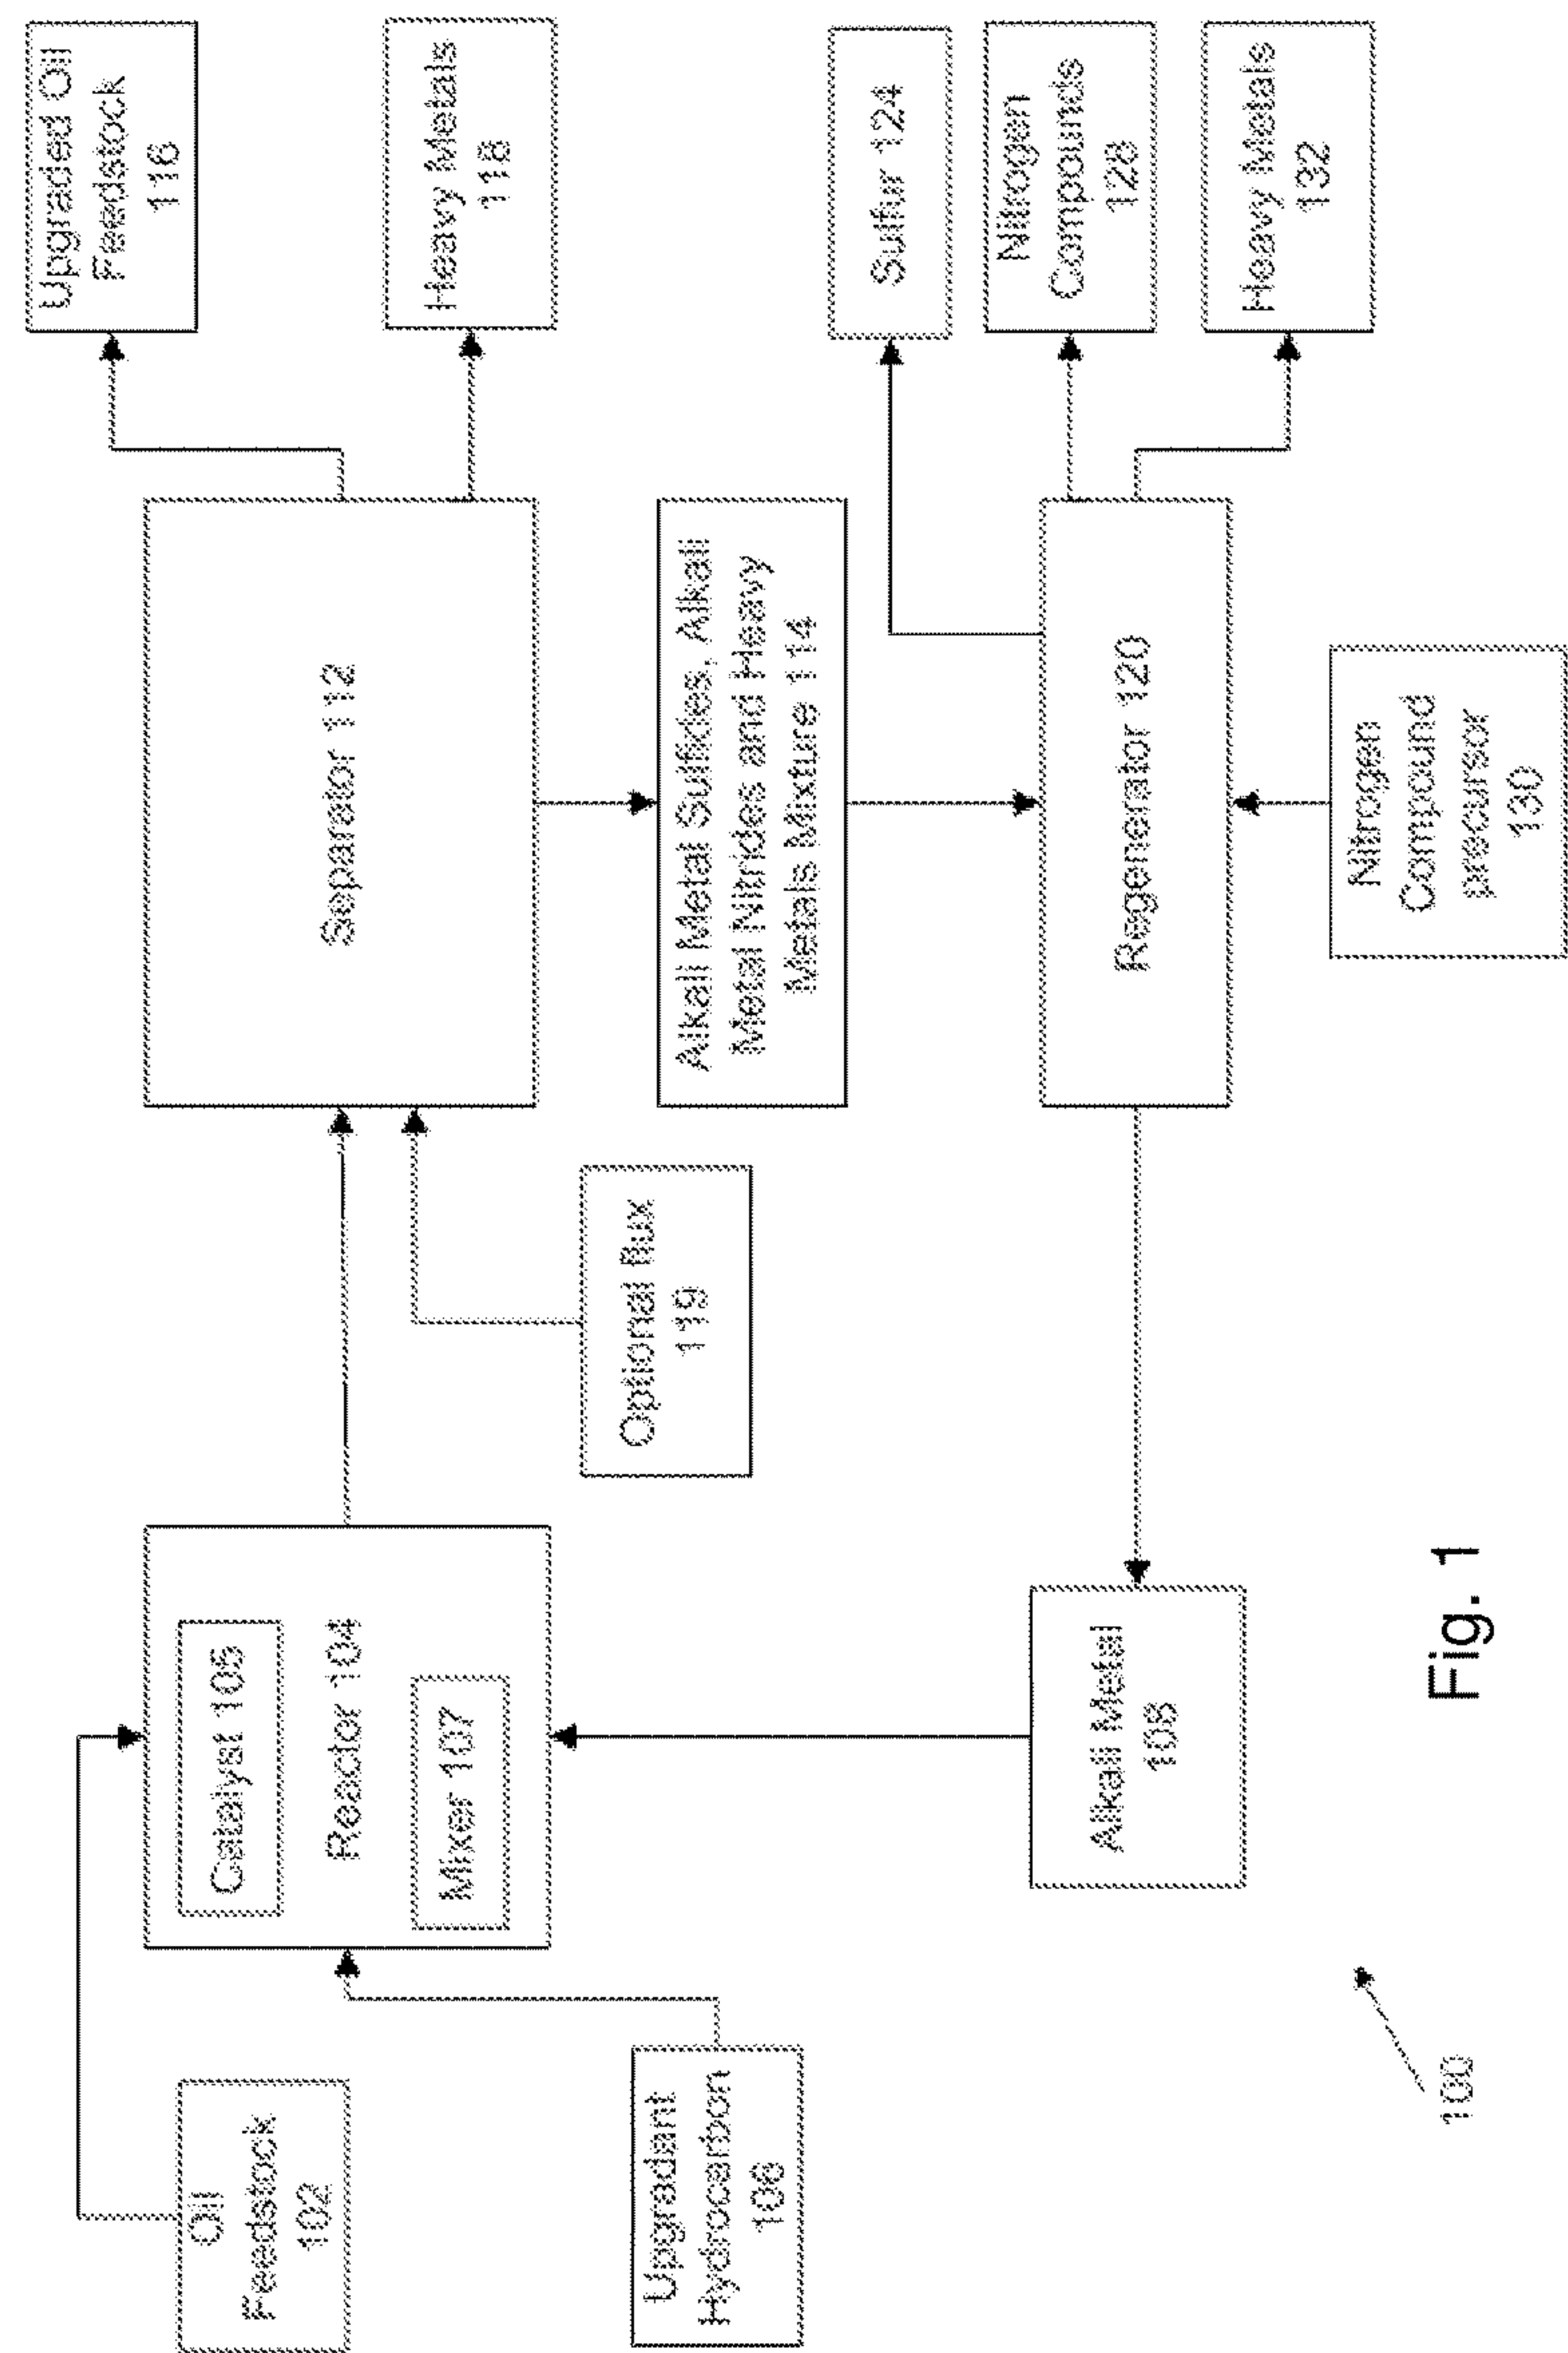 Oil
Feedstock
102
Upgradant
Hydrocarbon
106
Catalyst 105
Reactor 104
Mixer 107
Optional flux
119
Separator 112
Upgraded Oil
Feedstock
116
Heavy Metals
118
Alkali Metal Sulfides, Alkali
Metal Nitrides and Heavy
Metals Mixture 114
Sulfur 124
Nitrogen
Compounds
128
Heavy Metals
132
Regenerator 120
Alkali Metal
108
Nitrogen
Compound
precursor
130
100
Fig. 1